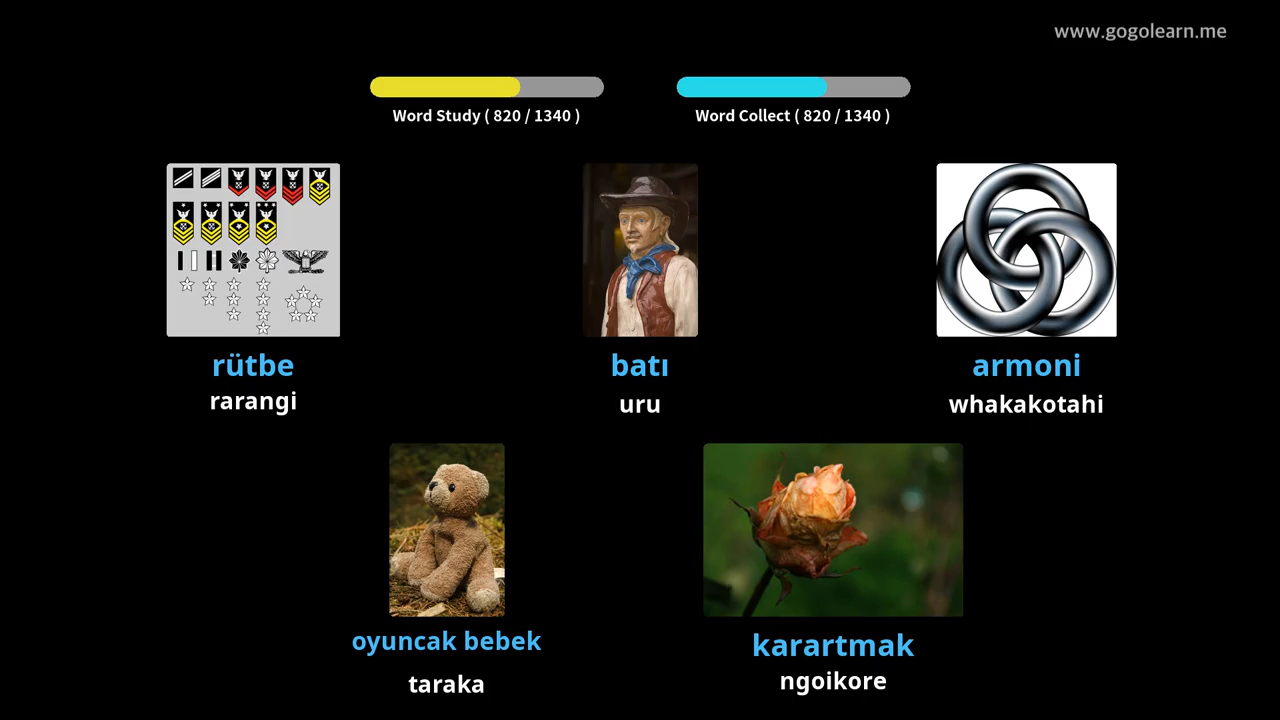 www.gogolearn.me
Word Study ( 820 / 1340 )
Word Collect ( 820 / 1340 )
rütbe
rarangi
batı
uru
armoni
whakakotahi
oyuncak bebek
taraka
karartmak
ngoikore